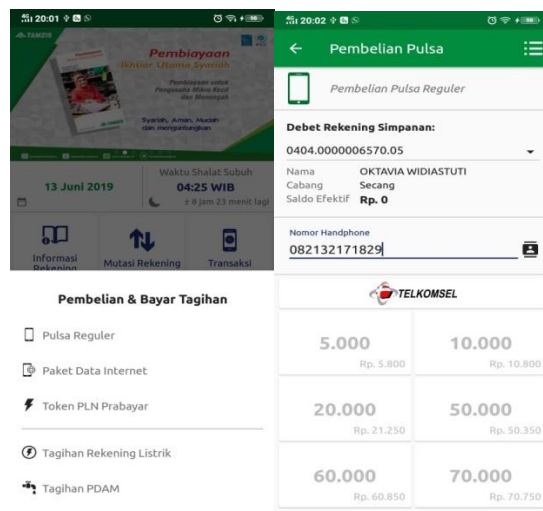 20:01
TAMZIS
Pembiayaan
Ikhtiar Utama Syariah
Pembiayaan untuk
Pengusaha Mikro Kecil
dan Menengah
Syariah, Aman, Mudah
dan menguntungkan
13 Juni 2019
Waktu Shalat Subuh
04:25 WIB
± 8 jam 23 menit lagi
Informasi
Rekening
Mutasi Rekening
Transaksi
Pembelian & Bayar Tagihan
Pulsa Reguler
Paket Data Internet
Token PLN Prabayar
Tagihan Rekening Listrik
Tagihan PDAM
20:02
Pembelian Pulsa
Pembelian Pulsa Reguler
Debet Rekening Simpanan:
0404.0000006570.05
Nama OKTAVIA WIDIASTUTI
Cabang Secang
Saldo Efektif Rp. 0
Nomor Handphone
082132171829
TELKOMSEL
5.000 10.000
Rp. 5.800 Rp. 10.800
20.000 50.000
Rp. 21.250 Rp. 50.350
60.000 70.000
Rp. 60.850 Rp. 70.750